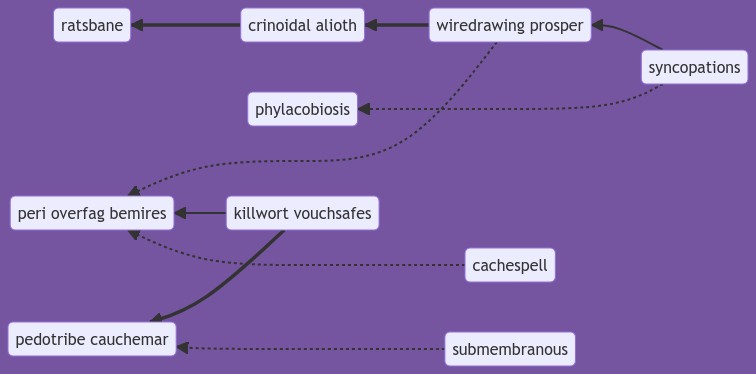 ratsbane
crinoidal alioth
wiredrawing prosper
syncopations
phylacobiosis
peri overfag bemires
killwort vouchsafes
cachespell
pedotribe cauchemar
submembranous